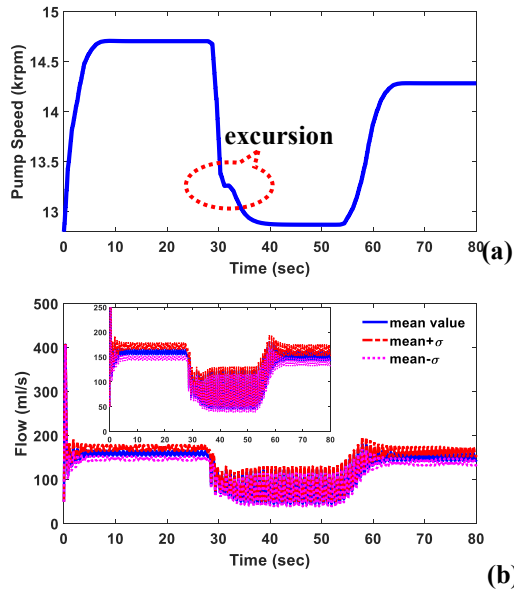 15
14.5
14
13.5
13
Pump Speed (krpm)
excursion
0 10 20 30 40 50 60 70 80
Time (sec)
(a)
500
400
300
200
100
0
Flow (ml/s)
250
200
150
100
50
0
0 10 20 30 40 50 60 70 80
mean value
mean+σ
mean-σ
0 10 20 30 40 50 60 70 80
Time (sec)
(b)